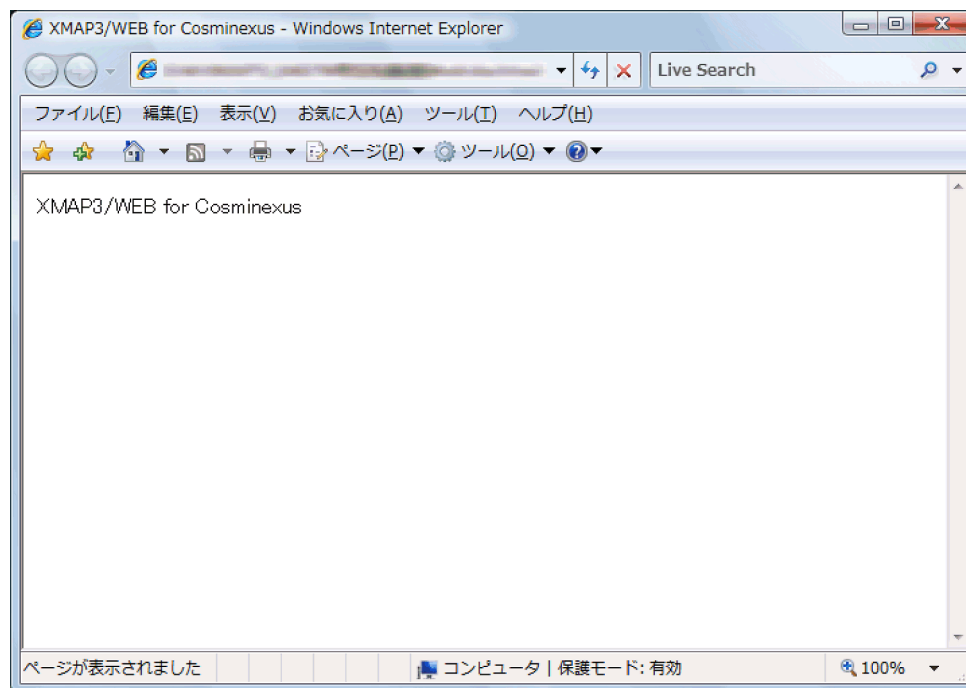 XMAP3/WEB for Cosminexus - Windows Internet Explorer
Live Search
ファイル(F) 編集(E) 表示(V) お気に入り(A) ツール(T) ヘルプ(H)
ページ(P) ツール(O)
XMAP3/WEB for Cosminexus
ページが表示されました コンピュータ | 保護モード: 有効 100%